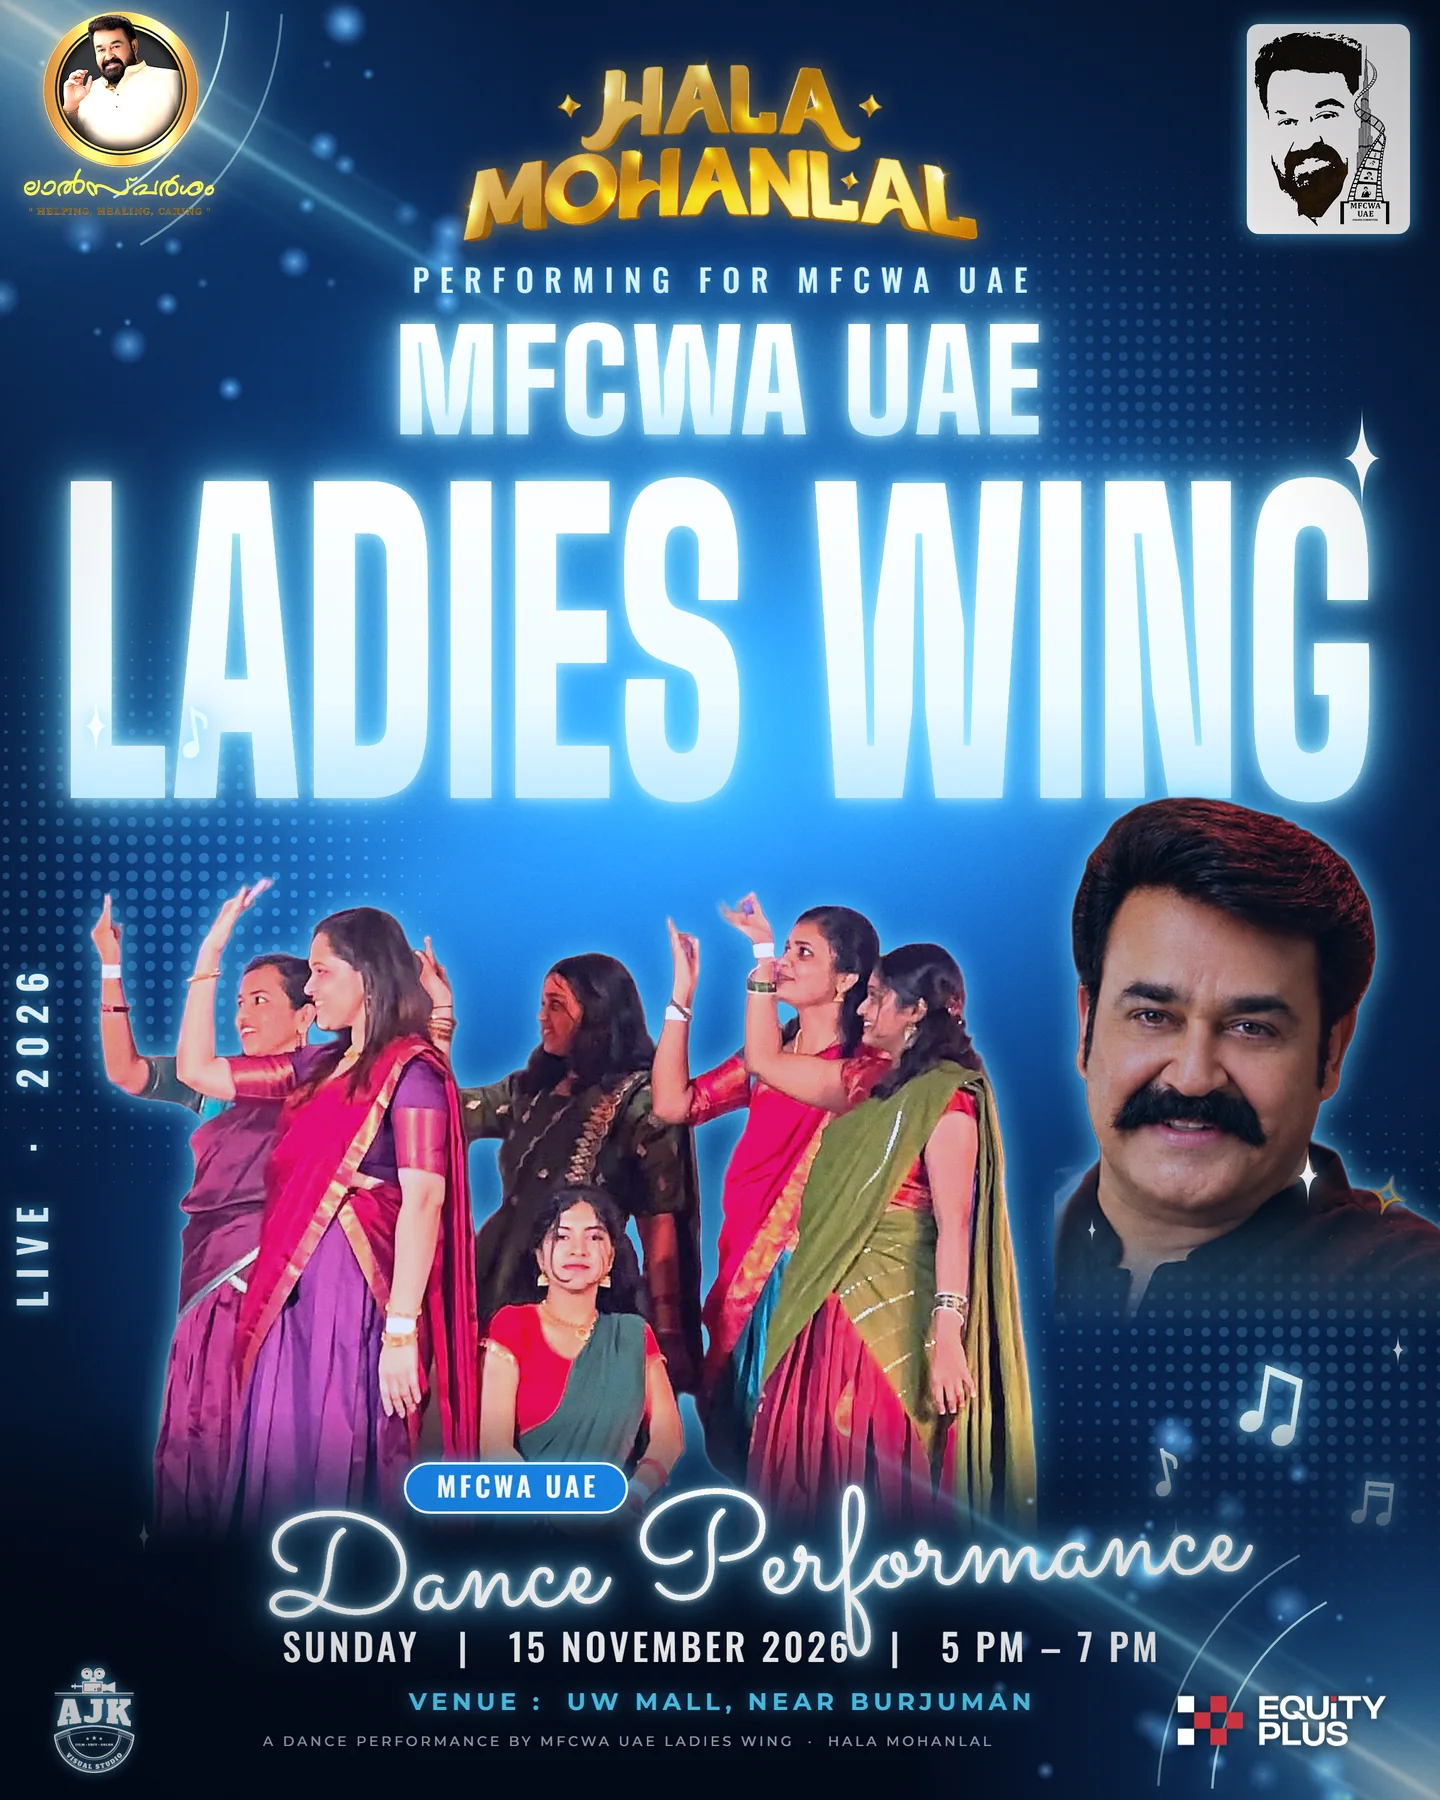 ലാൽസ്പർശം
" HELPING, HEALING, CARING "
HALA
MOHANLAL
MFCWA
UAE
PERFORMING FOR MFCWA UAE
MFCWA UAE
LADIES WING
LIVE · 2026
MFCWA UAE
Dance Performance
SUNDAY | 15 NOVEMBER 2026 | 5 PM – 7 PM
VENUE : UW MALL, NEAR BURJUMAN
A DANCE PERFORMANCE BY MFCWA UAE LADIES WING · HALA MOHANLAL
AJK
VISUAL STUDIO
EQUiTY
PLUS